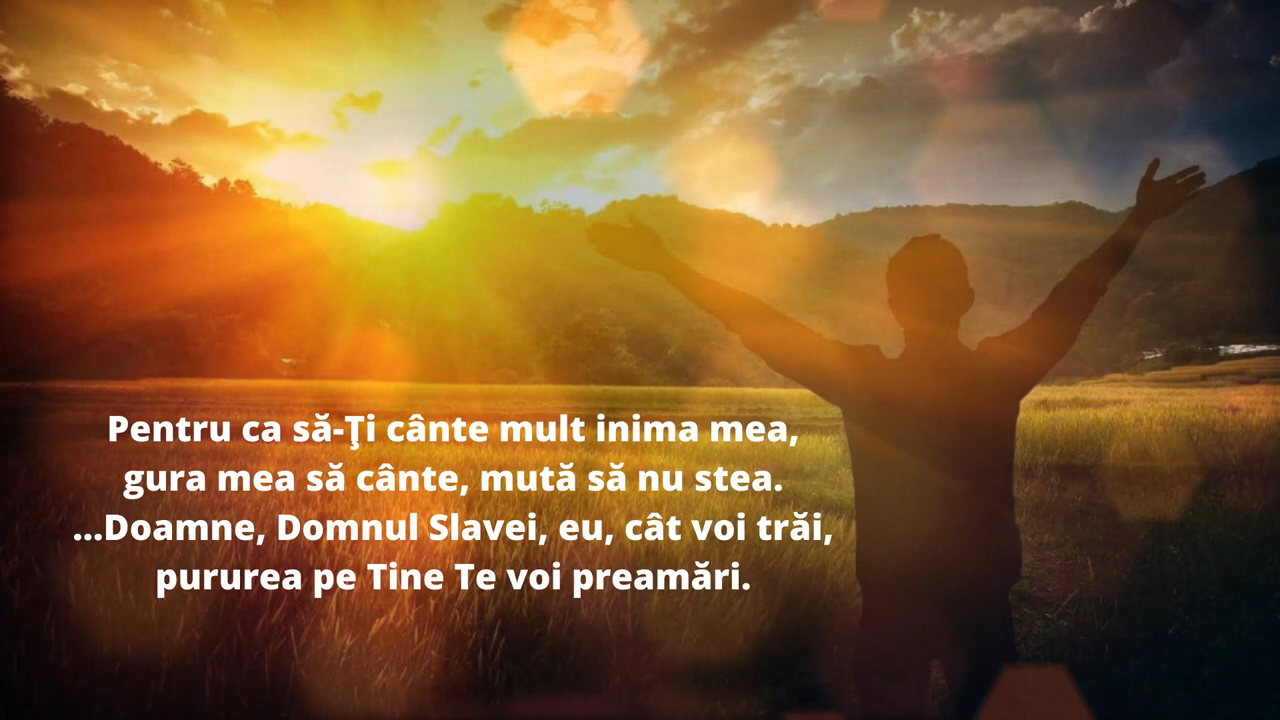 Pentru ca să-Ţi cânte mult inima mea,
gura mea să cânte, mută să nu stea.
...Doamne, Domnul Slavei, eu, cât voi trăi,
pururea pe Tine Te voi preamări.